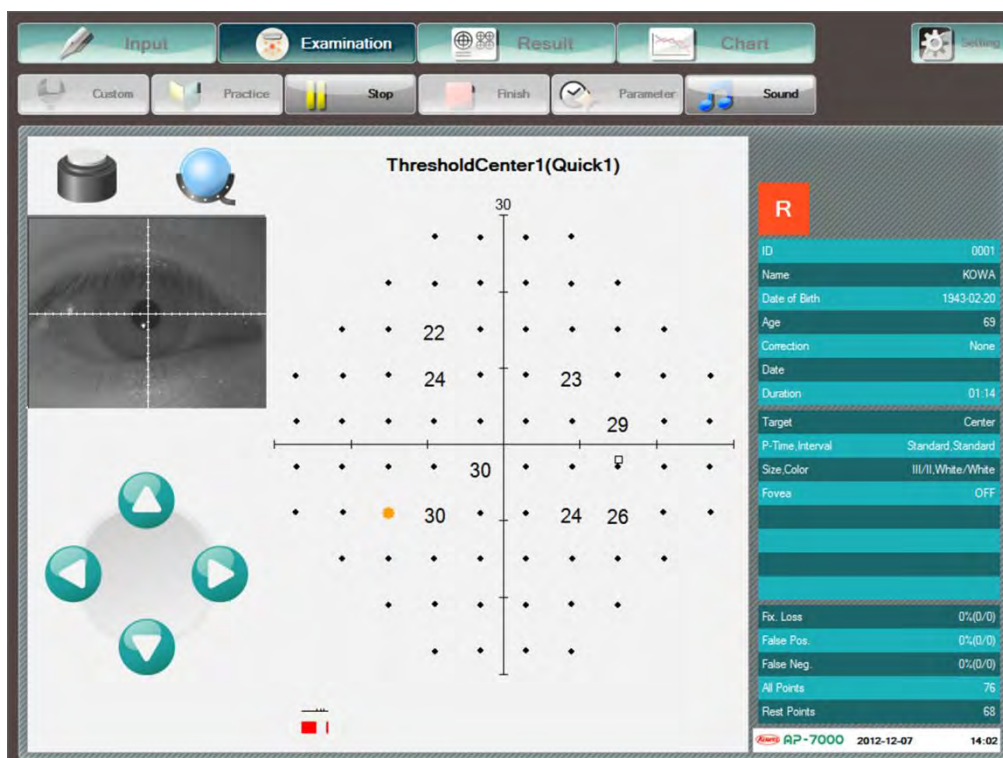 Input Examination Result Chart Setting
Custom Practice Stop Finish Parameter Sound
ThresholdCenter1(Quick1)
30
22
24 23
29
30
30 24 26
R
ID 0001
Name KOWA
Date of Birth 1943-02-20
Age 69
Correction None
Date
Duration 01:14
Target Center
P-Time,Interval Standard,Standard
Size,Color III/II,White/White
Fovea OFF
Fix. Loss 0%(0/0)
False Pos. 0%(0/0)
False Neg. 0%(0/0)
All Points 76
Rest Points 68
Kowa AP-7000 2012-12-07 14:02